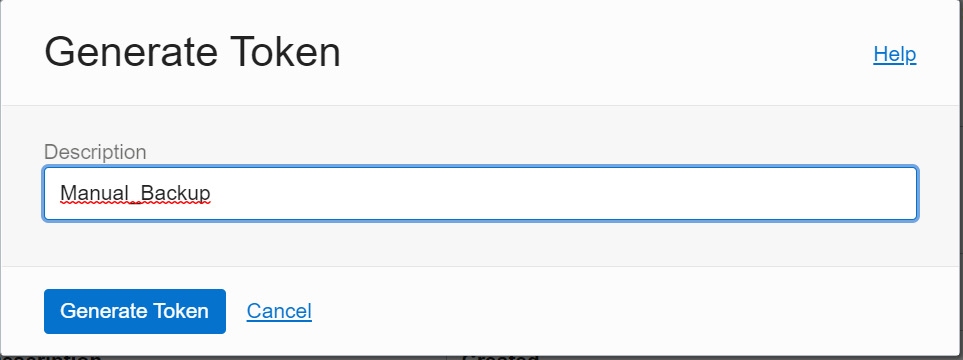 Generate Token
Help
Description
Manual_Backup
Generate Token
Cancel